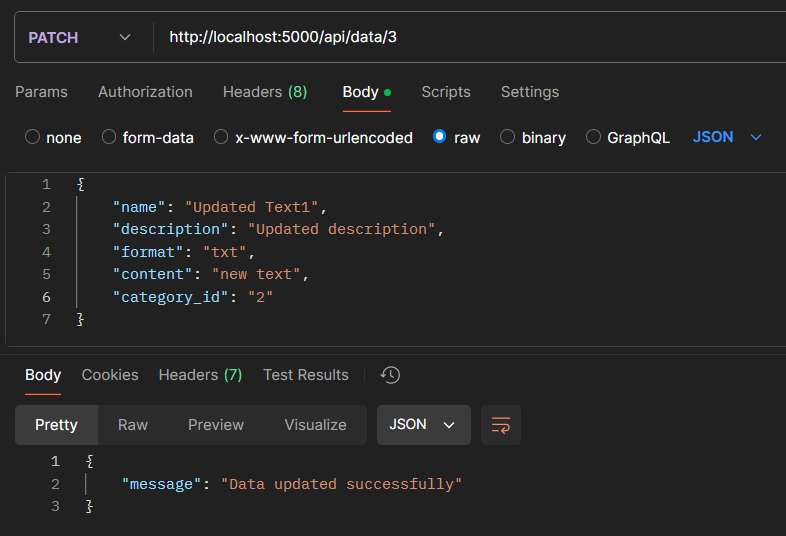 PATCH http://localhost:5000/api/data/3
Params Authorization Headers (8) Body Scripts Settings
none form-data x-www-form-urlencoded raw binary GraphQL JSON
1 {
2 "name": "Updated Text1",
3 "description": "Updated description",
4 "format": "txt",
5 "content": "new text",
6 "category_id": "2"
7 }
Body Cookies Headers (7) Test Results
Pretty Raw Preview Visualize JSON
1 {
2 "message": "Data updated successfully"
3 }